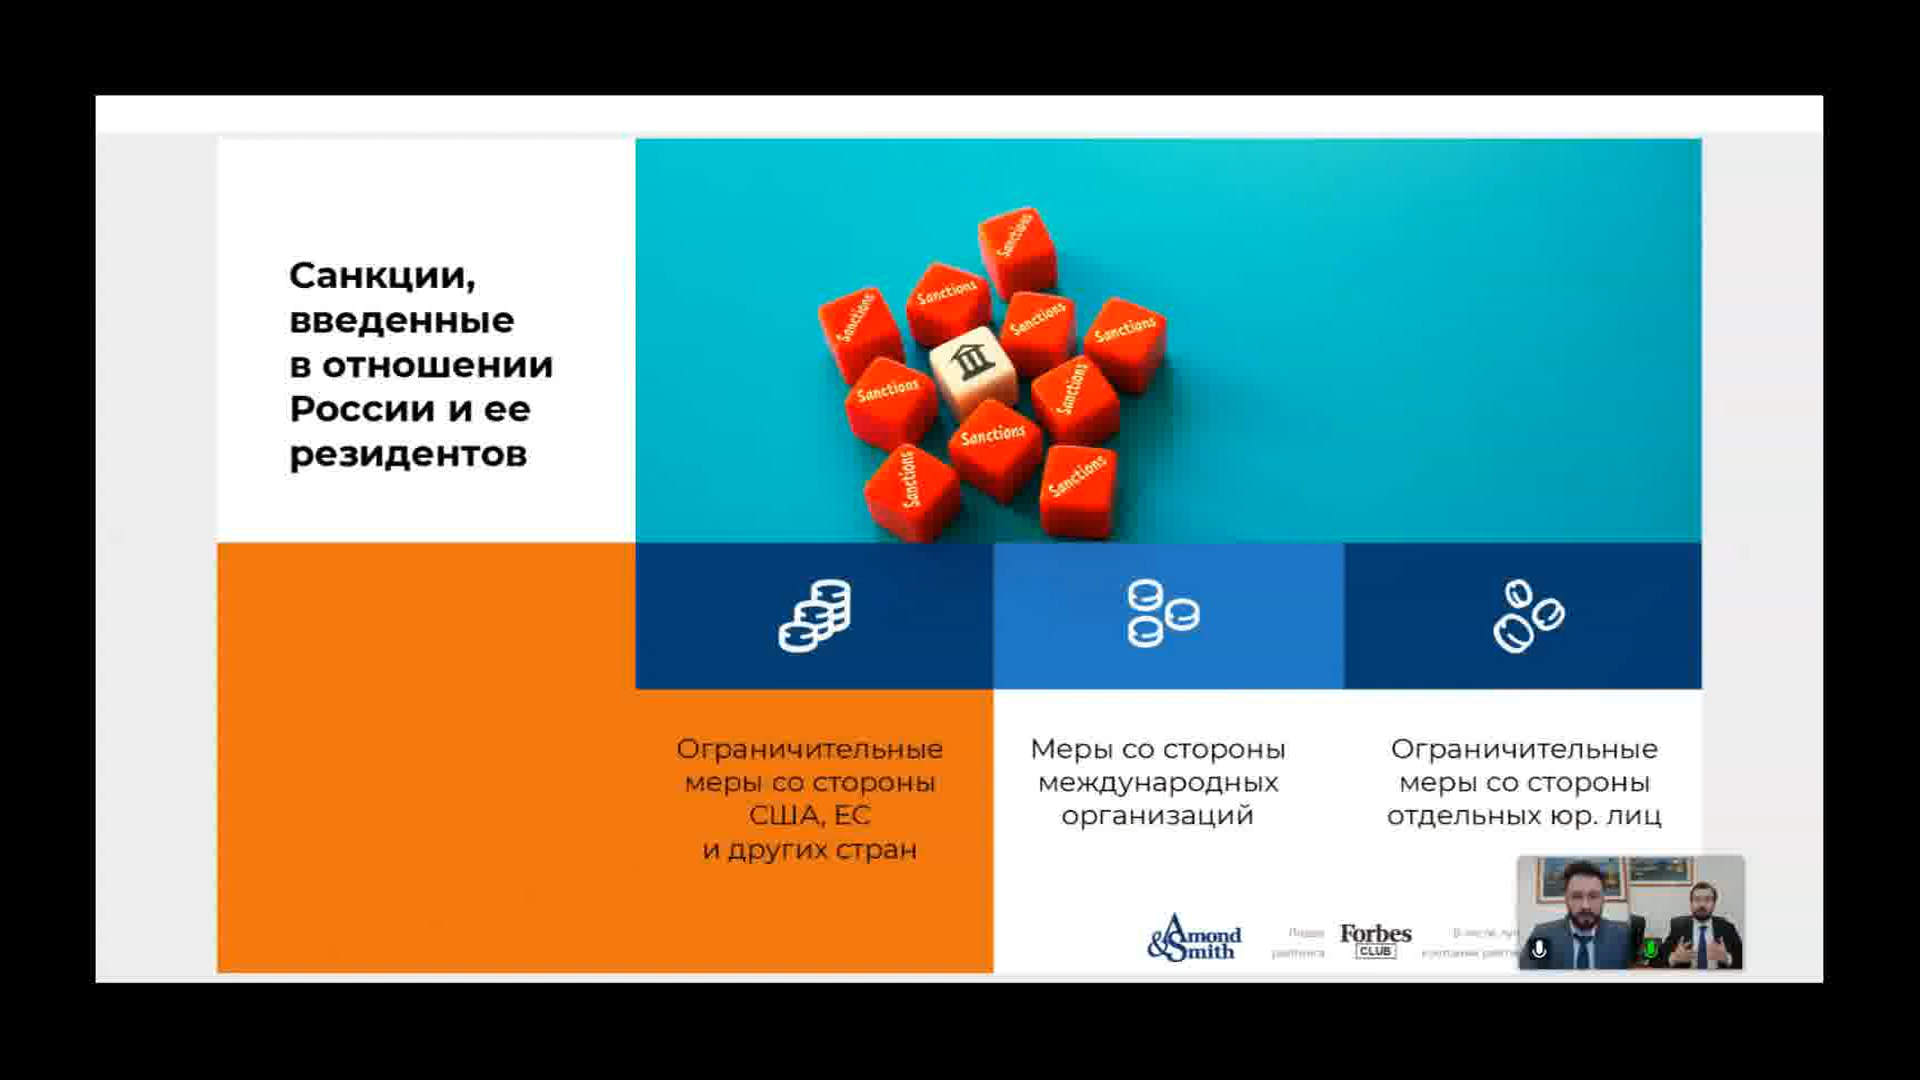 Санкции,
введенные
в отношении
России и ее
резидентов
Sanctions
Sanctions
Sanctions
Sanctions
Sanctions
Sanctions
Sanctions
Sanctions
Sanctions
Sanctions
Ограничительные
меры со стороны
США, ЕС
и других стран
Меры со стороны
международных
организаций
Ограничительные
меры со стороны
отдельных юр. лиц
Amond
&Smith
Forbes
CLUB